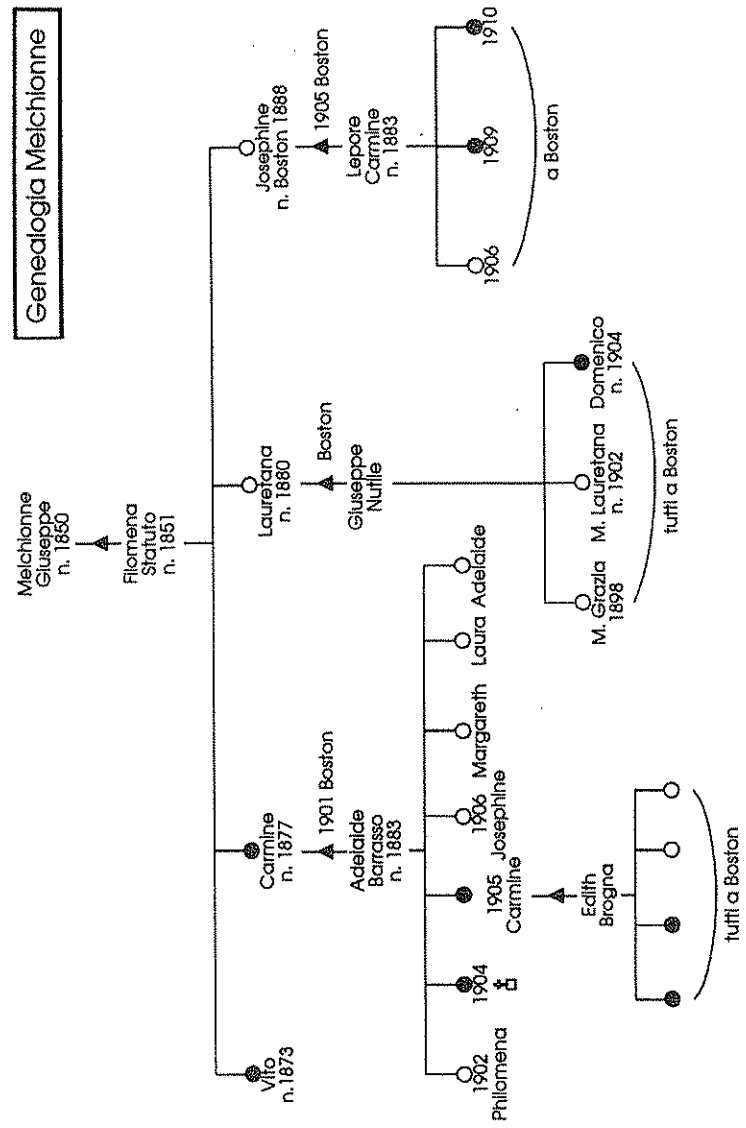 Genealogia Melchionne
Melchionne
Giuseppe
n. 1850
Filomena
Statuto
n. 1851
Vito
n.1873
Carmine
n. 1877
1901 Boston
Adelaide
Barrasso
n. 1883
Lauretana
n. 1880
Boston
Giuseppe
Nutile
Josephine
n. Boston 1888
1905 Boston
Lepore
Carmine
n. 1883
1902
Philomena
1904
1905
Carmine
1906
Josephine
Margareth
Laura
Adelaide
Edith
Brogna
tutti a Boston
M. Grazia
1898
M. Lauretana
n. 1902
Domenico
n. 1904
tutti a Boston
1906
1909
1910
a Boston